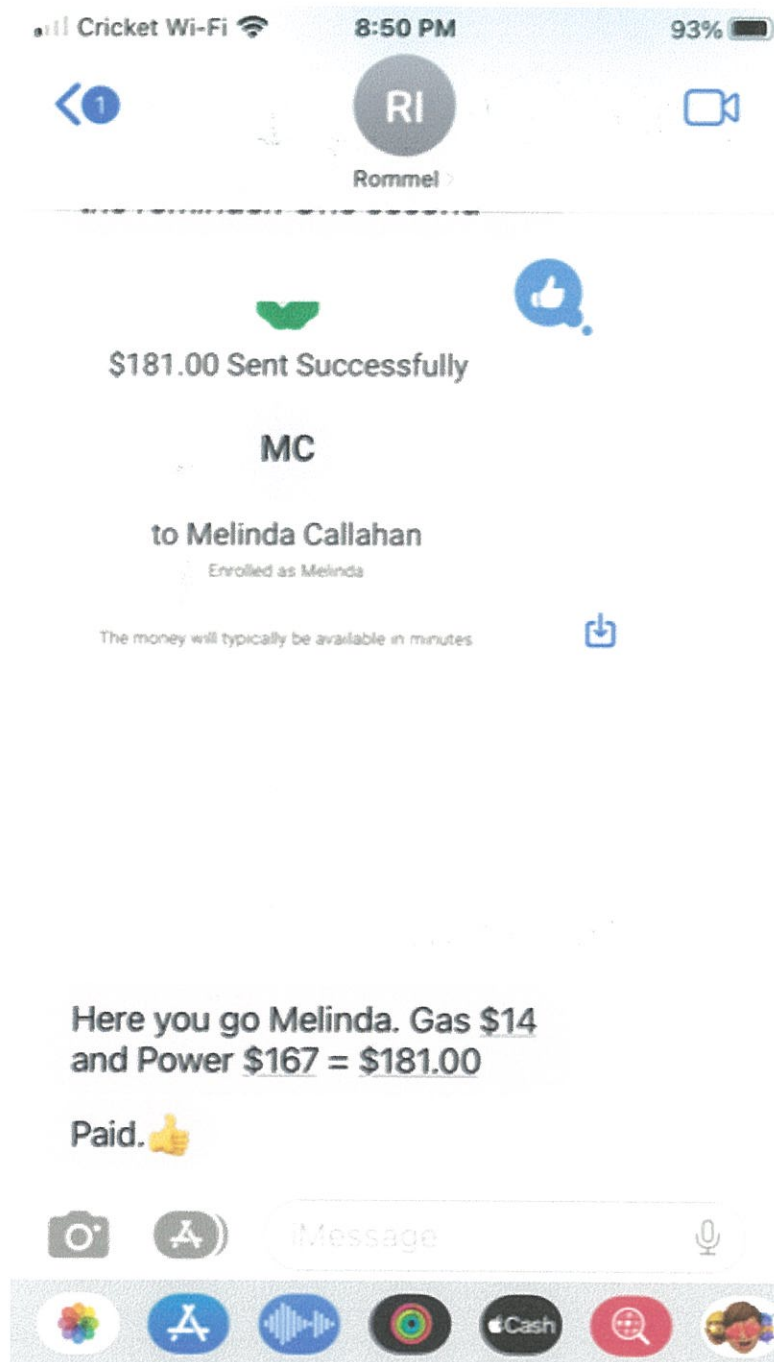 Cricket Wi-Fi 8:50 PM 93%
1
RI
Rommel
$181.00 Sent Successfully
MC
to Melinda Callahan
Enrolled as Melinda
The money will typically be available in minutes
Here you go Melinda. Gas $14
and Power $167 = $181.00
Paid.👍
iMessage
Cash